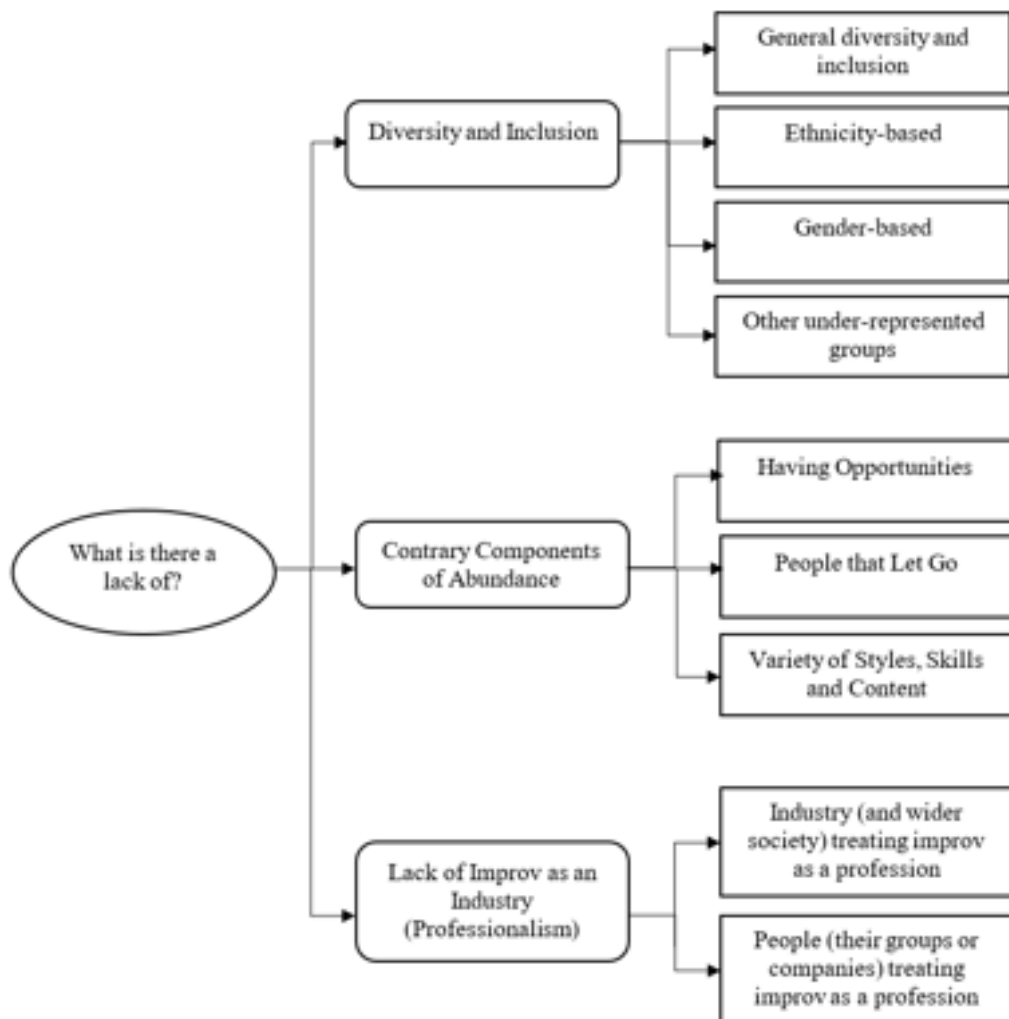 What is there a
lack of?
Diversity and Inclusion
General diversity and
inclusion
Ethnicity-based
Gender-based
Other under-represented
groups
Contrary Components
of Abundance
Having Opportunities
People that Let Go
Variety of Styles, Skills
and Content
Lack of Improv as an
Industry
(Professionalism)
Industry (and wider
society) treating improv
as a profession
People (their groups or
companies) treating
improv as a profession